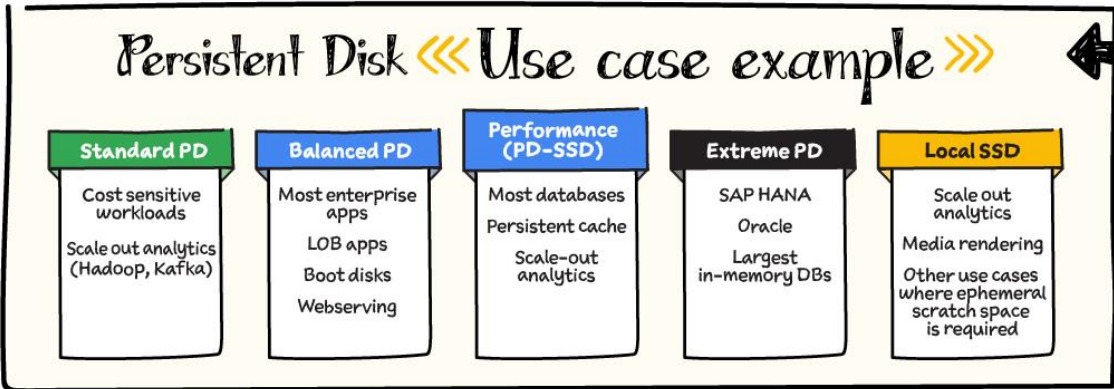 Persistent Disk Use case example
Standard PD
Cost sensitive
workloads
Scale out analytics
(Hadoop, Kafka)
Balanced PD
Most enterprise
apps
LOB apps
Boot disks
Webserving
Performance
(PD-SSD)
Most databases
Persistent cache
Scale-out
analytics
Extreme PD
SAP HANA
Oracle
Largest
in-memory DBs
Local SSD
Scale out
analytics
Media rendering
Other use cases
where ephemeral
scratch space
is required